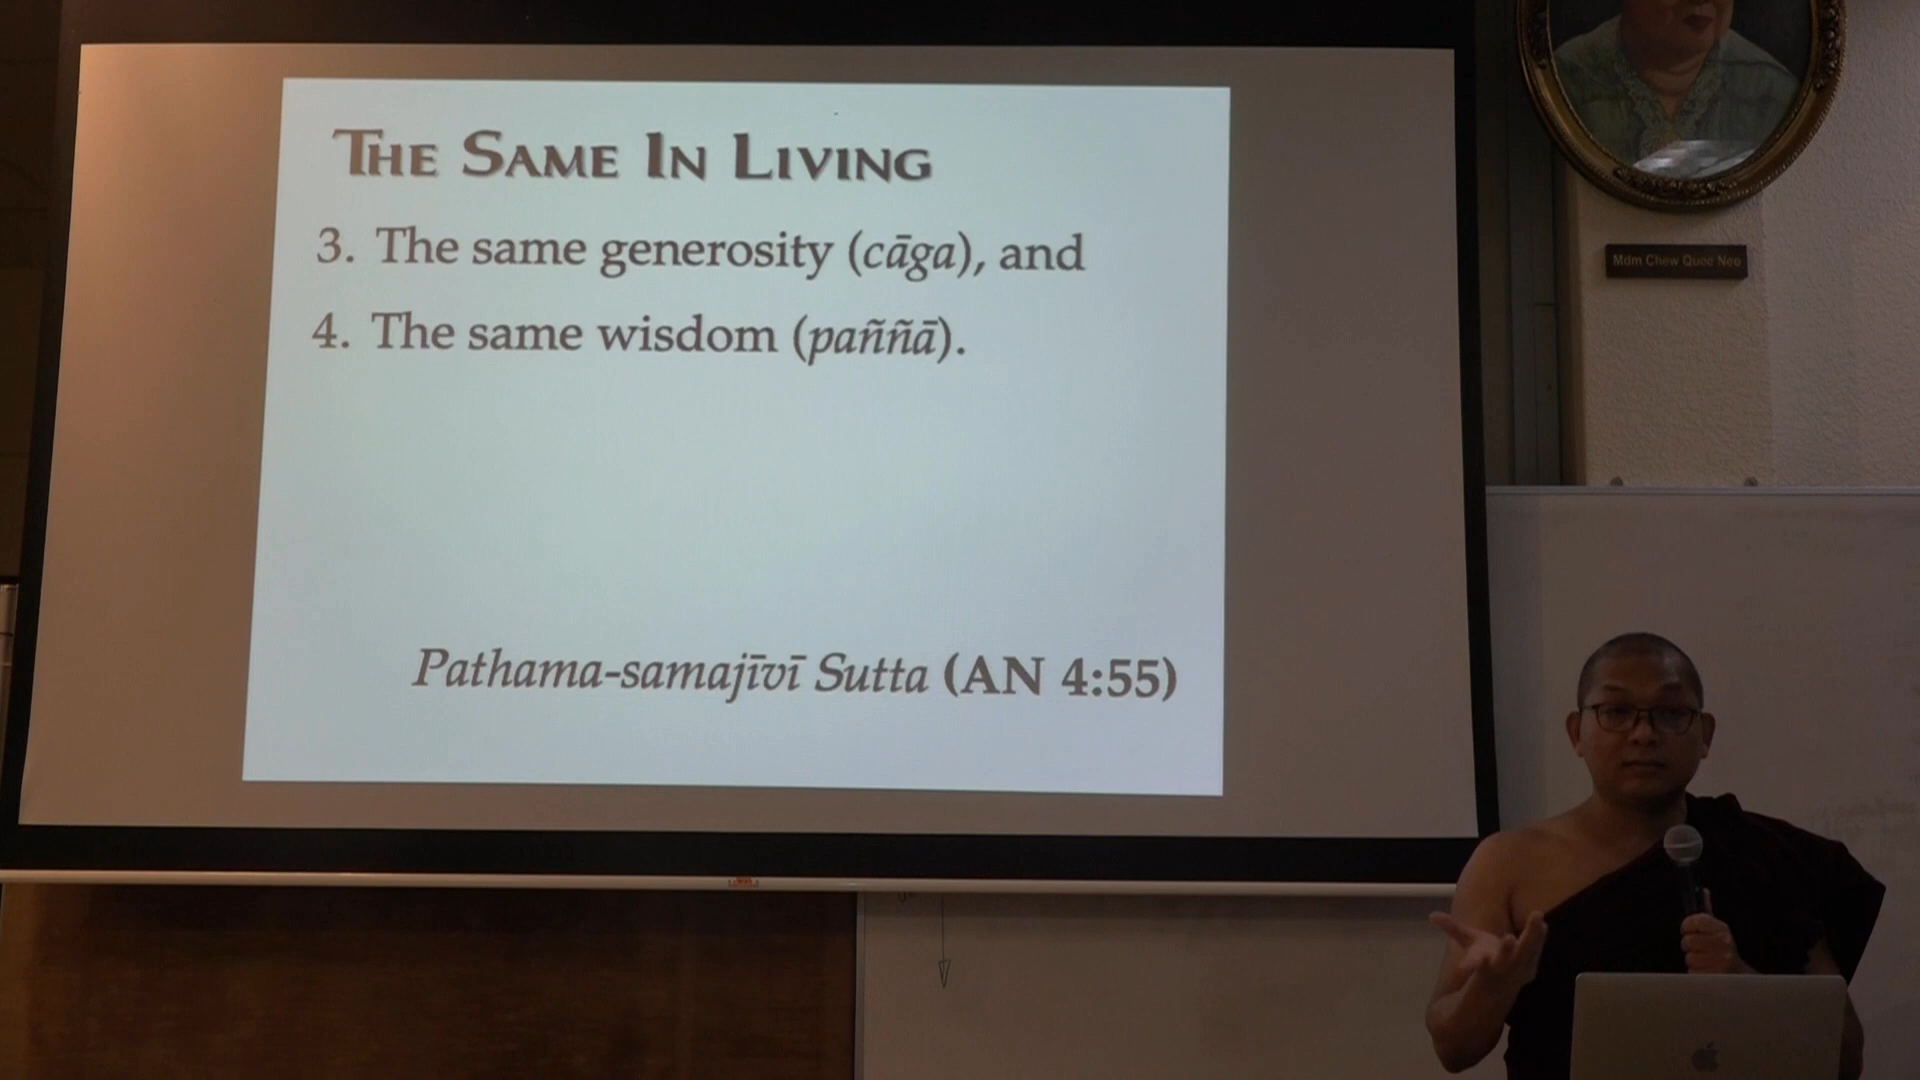 THE SAME IN LIVING
3. The same generosity (cāga), and
4. The same wisdom (paññā).
Pathama-samajīvī Sutta (AN 4:55)
Mdm Chew Quee Neo